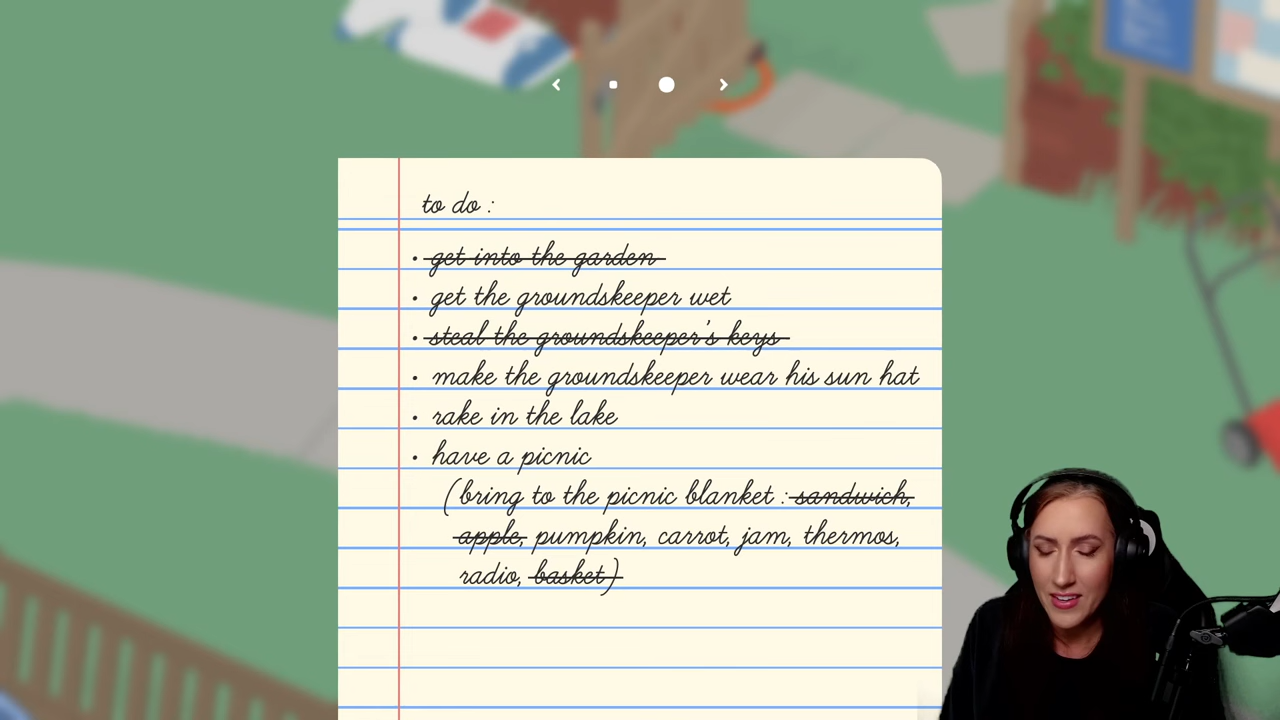 to do :
• get into the garden
• get the groundskeeper wet
• steal the groundskeeper's keys
• make the groundskeeper wear his sun hat
• rake in the lake
• have a picnic
(bring to the picnic blanket : sandwich,
apple, pumpkin, carrot, jam, thermos,
radio, basket)